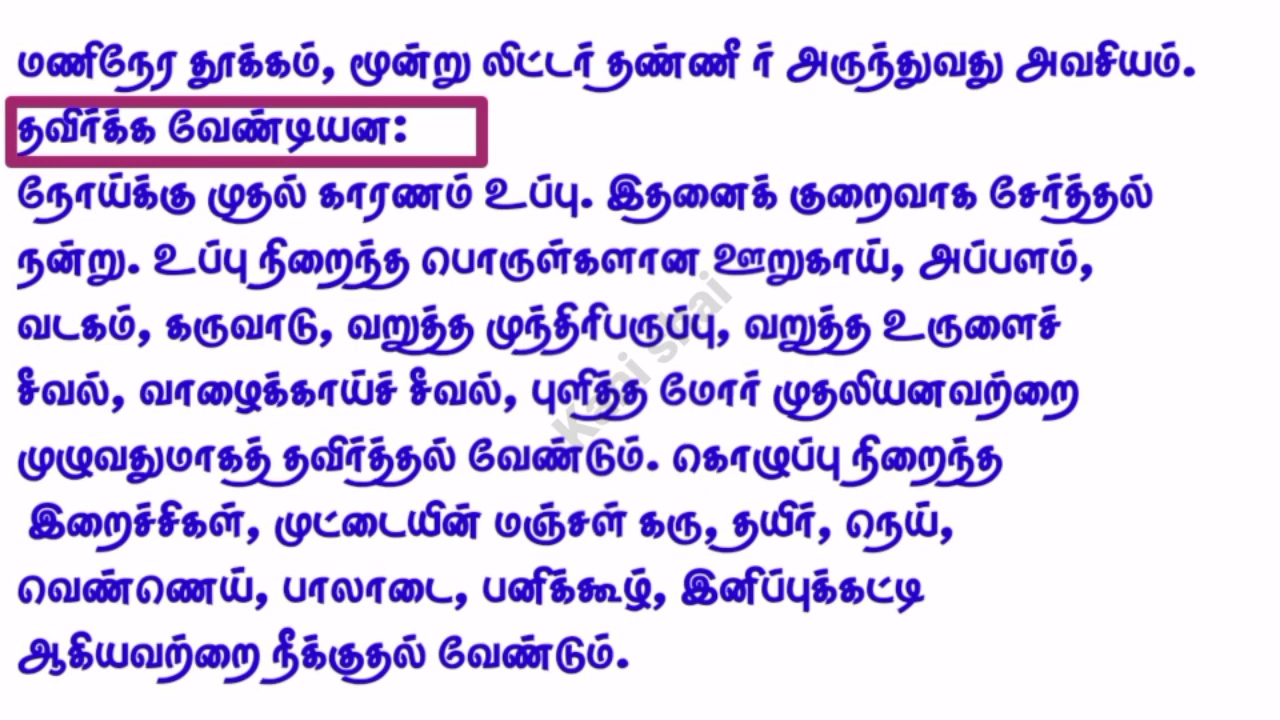 மணிநேர தூக்கம், மூன்று லிட்டர் தண்ணீ ர் அருந்துவது அவசியம்.
தவிர்க்க வேண்டியன:
நோய்க்கு முதல் காரணம் உப்பு. இதனைக் குறைவாக சேர்த்தல்
நன்று. உப்பு நிறைந்த பொருள்களான ஊறுகாய், அப்பளம்,
வடகம், கருவாடு, வறுத்த முந்திரிபருப்பு, வறுத்த உருளைச்
சீவல், வாழைக்காய்ச் சீவல், புளித்த மோர் முதலியனவற்றை
முழுவதுமாகத் தவிர்த்தல் வேண்டும். கொழுப்பு நிறைந்த
இறைச்சிகள், முட்டையின் மஞ்சள் கரு, தயிர், நெய்,
வெண்ணெய், பாலாடை, பனிக்கூழ், இனிப்புக்கட்டி
ஆகியவற்றை நீக்குதல் வேண்டும்.